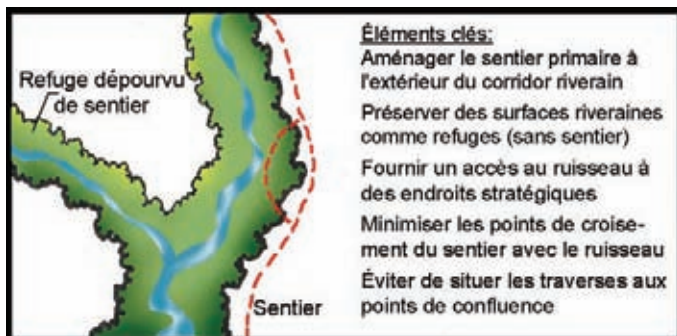 Refuge dépourvu
de sentier
Sentier
Éléments clés:
Aménager le sentier primaire à
l'extérieur du corridor riverain
Préserver des surfaces riveraines
comme refuges (sans sentier)
Fournir un accès au ruisseau à
des endroits stratégiques
Minimiser les points de croise-
ment du sentier avec le ruisseau
Éviter de situer les traverses aux
points de confluence